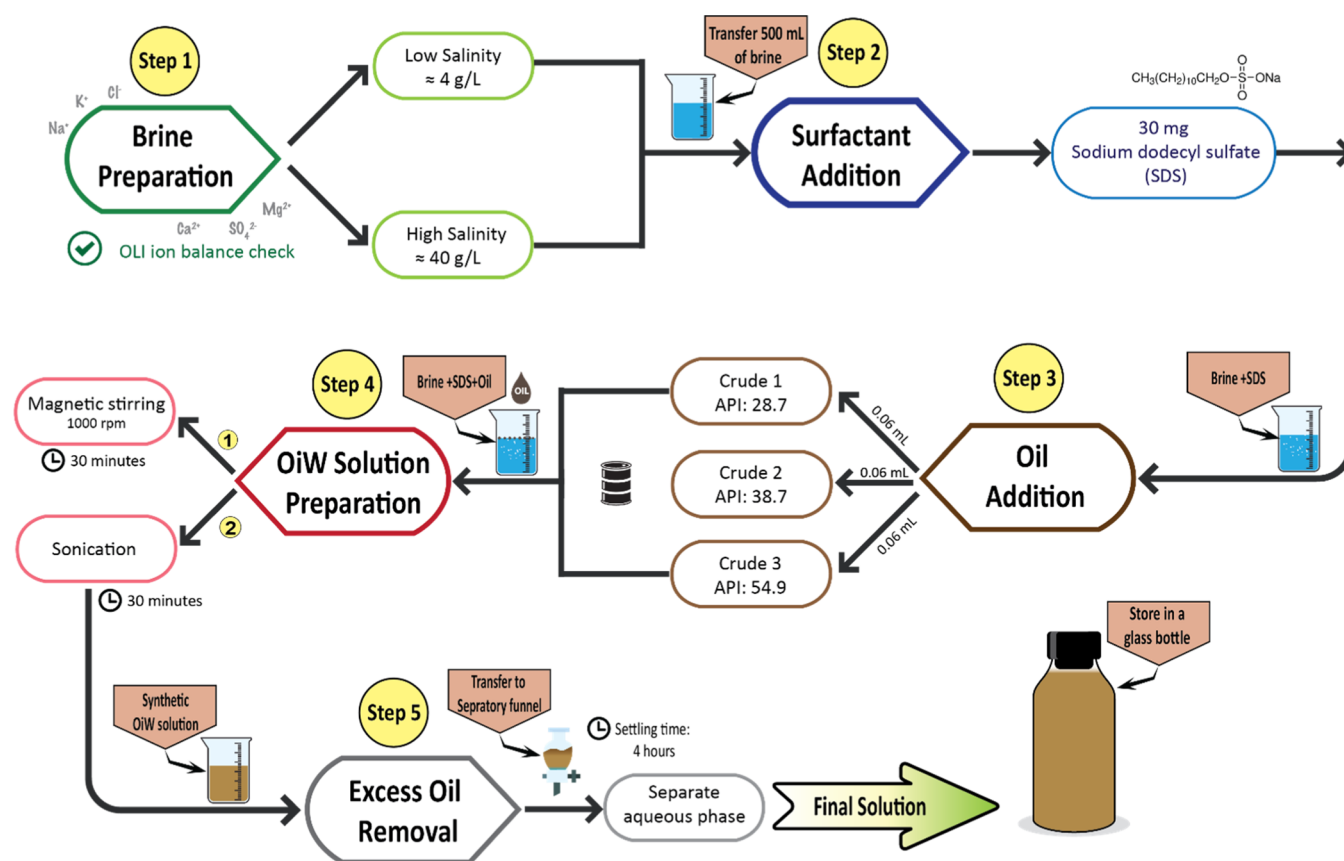 Step 1
K⁺
Cl⁻
Na⁺
Brine
Preparation
Mg²⁺
Ca²⁺
SO₄²⁻
OLI ion balance check
Low Salinity
≈ 4 g/L
High Salinity
≈ 40 g/L
Transfer 500 mL
of brine
Step 2
Surfactant
Addition
CH₃(CH₂)₁₀CH₂O-S-ONa
O
O
30 mg
Sodium dodecyl sulfate
(SDS)
Brine +SDS
Step 3
Oil
Addition
0.06 mL
0.06 mL
0.06 mL
Crude 1
API: 28.7
Crude 2
API: 38.7
Crude 3
API: 54.9
Brine +SDS+Oil
OIL
Step 4
OiW Solution
Preparation
1
Magnetic stirring
1000 rpm
30 minutes
2
Sonication
30 minutes
Synthetic
OiW solution
Step 5
Excess Oil
Removal
Transfer to
Sepratory funnel
Settling time:
4 hours
Separate
aqueous phase
Final Solution
Store in a
glass bottle